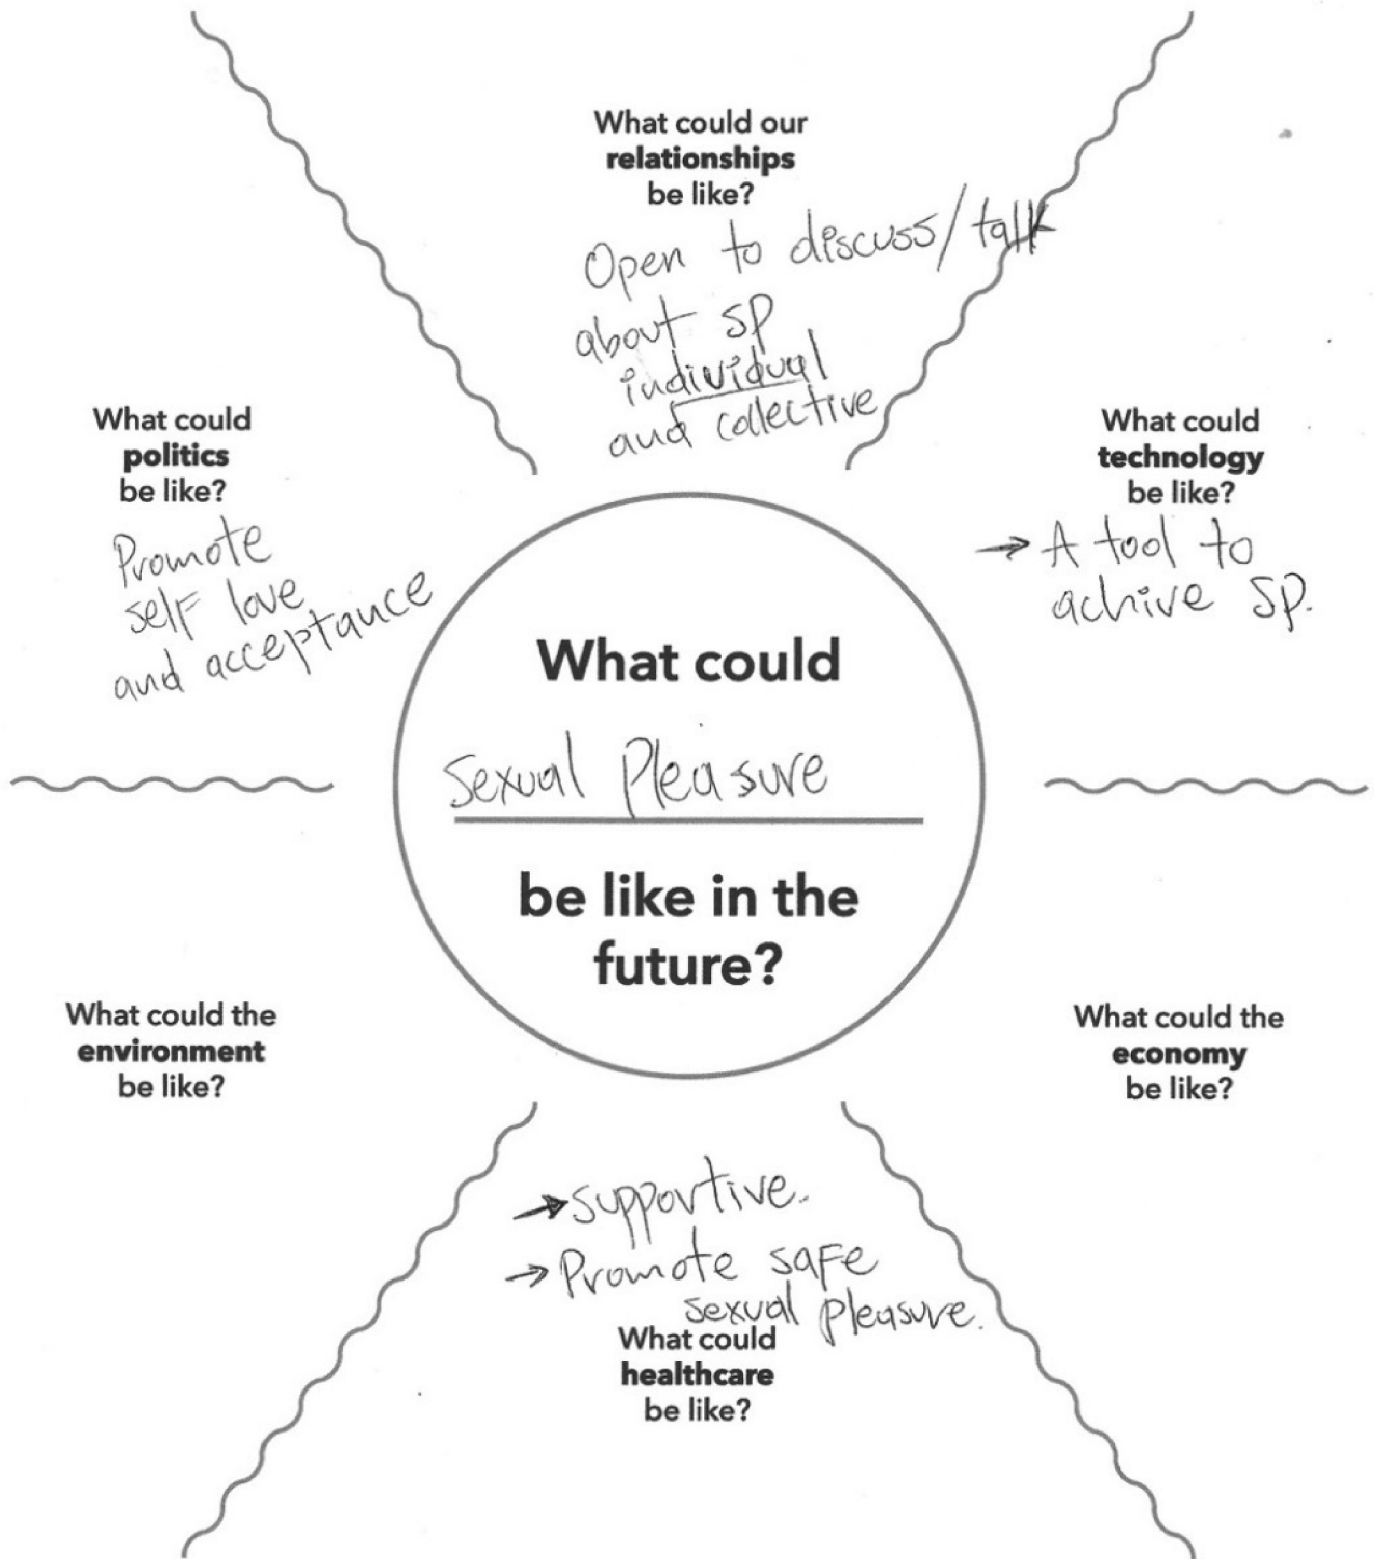 What could our
relationships
be like?
Open to discuss/talk
about SP
individual
and collective
What could
politics
be like?
Promote
self love
and acceptance
What could
technology
be like?
→ A tool to
achive SP.
What could
Sexual Pleasure
be like in the
future?
What could the
environment
be like?
What could the
economy
be like?
→ Supportive.
→ Promote safe
sexual pleasure.
What could
healthcare
be like?